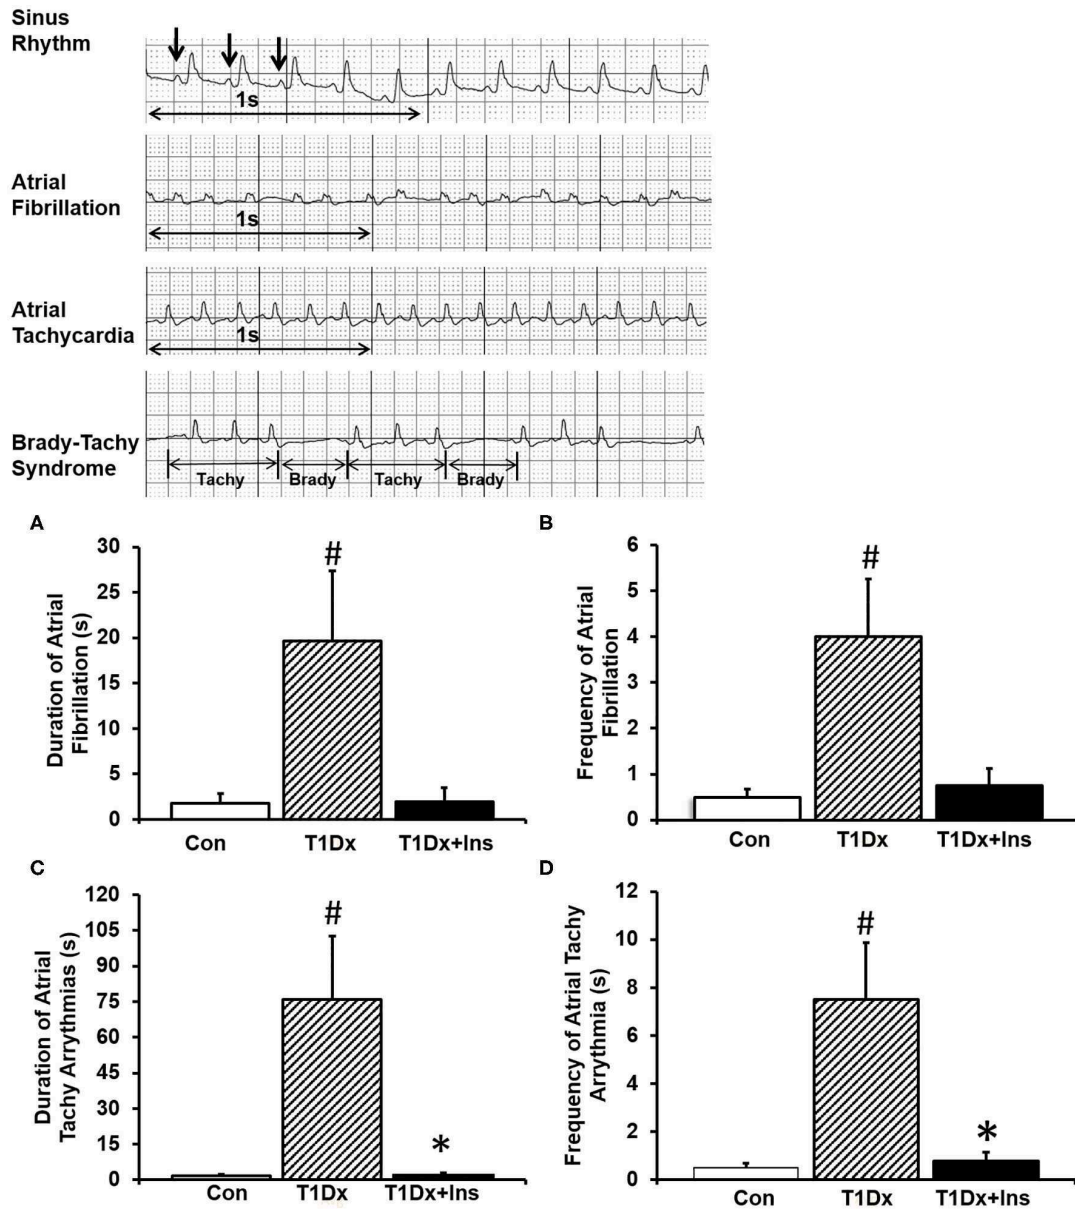 Sinus
Rhythm
1s
Atrial
Fibrillation
1s
Atrial
Tachycardia
1s
Brady-Tachy
Syndrome
Tachy Brady Tachy Brady
A
Duration of Atrial
Fibrillation (s)
30
25
20
15
10
5
0
#
Con T1Dx T1Dx+Ins
B
Frequency of Atrial
Fibrillation
6
5
4
3
2
1
0
#
Con T1Dx T1Dx+Ins
C
Duration of Atrial
Tachy Arrythmias (s)
120
105
90
75
60
45
30
15
0
#
*
Con T1Dx T1Dx+Ins
D
Frequency of Atrial Tachy
Arrythmia (s)
12
10
8
6
4
2
0
#
*
Con T1Dx T1Dx+Ins